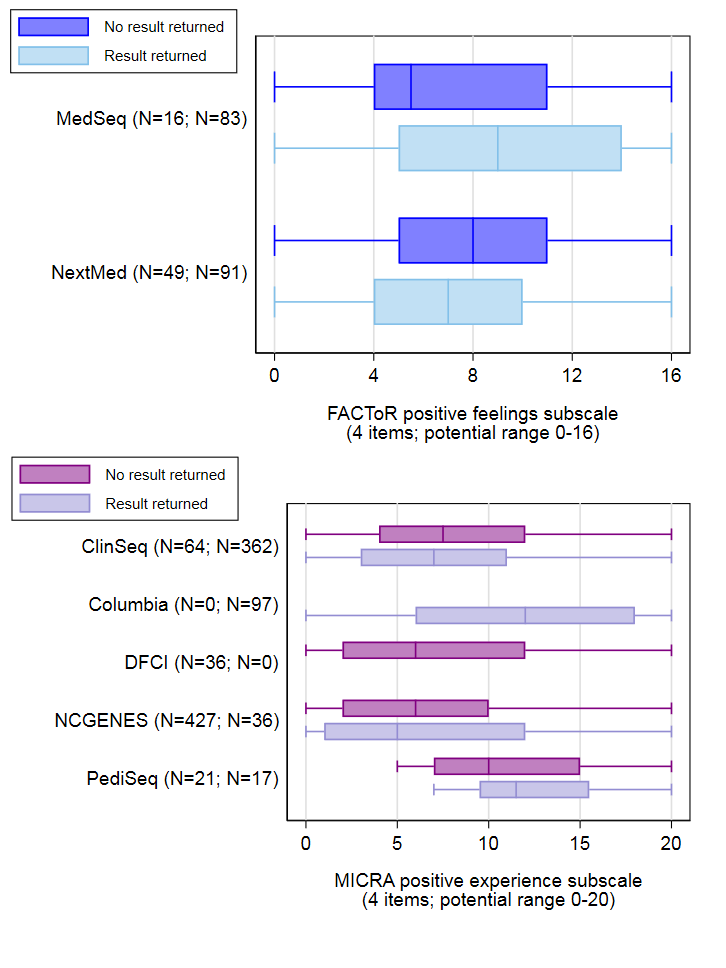 No result returned
Result returned
MedSeq (N=16; N=83)
NextMed (N=49; N=91)
0 4 8 12 16
FACToR positive feelings subscale
(4 items; potential range 0-16)
No result returned
Result returned
ClinSeq (N=64; N=362)
Columbia (N=0; N=97)
DFCI (N=36; N=0)
NCGENES (N=427; N=36)
PediSeq (N=21; N=17)
0 5 10 15 20
MICRA positive experience subscale
(4 items; potential range 0-20)